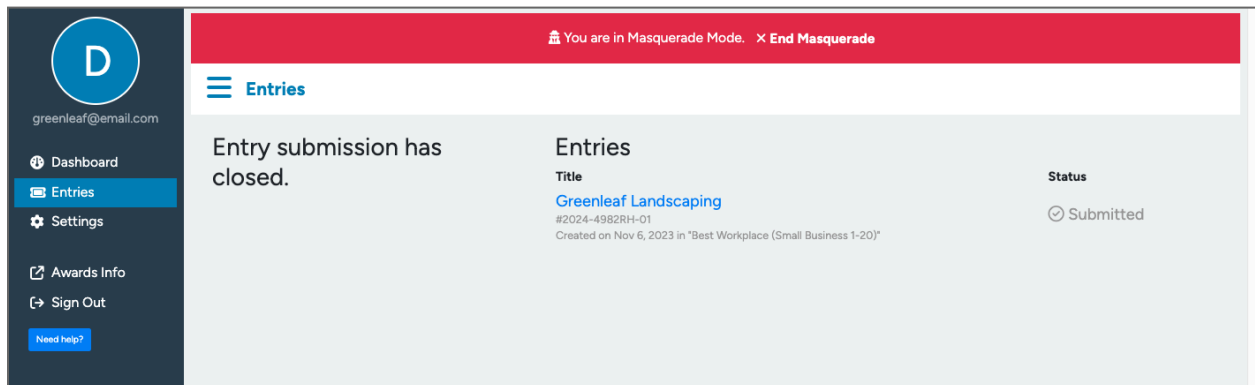 D
greenleaf@email.com
Dashboard
Entries
Settings
Awards Info
Sign Out
Need help?
You are in Masquerade Mode. × End Masquerade
Entries
Entry submission has
closed.
Entries
Title Status
Greenleaf Landscaping
#2024-4982RH-01
Created on Nov 6, 2023 in "Best Workplace (Small Business 1-20)"
Submitted